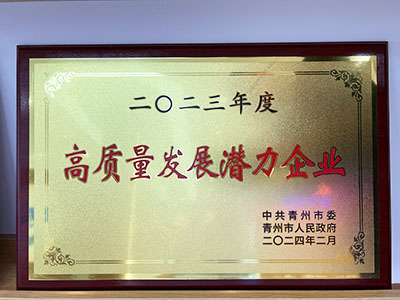 二〇二三年度
高质量发展潜力企业
中共青州市委
青州市人民政府
二〇二四年二月